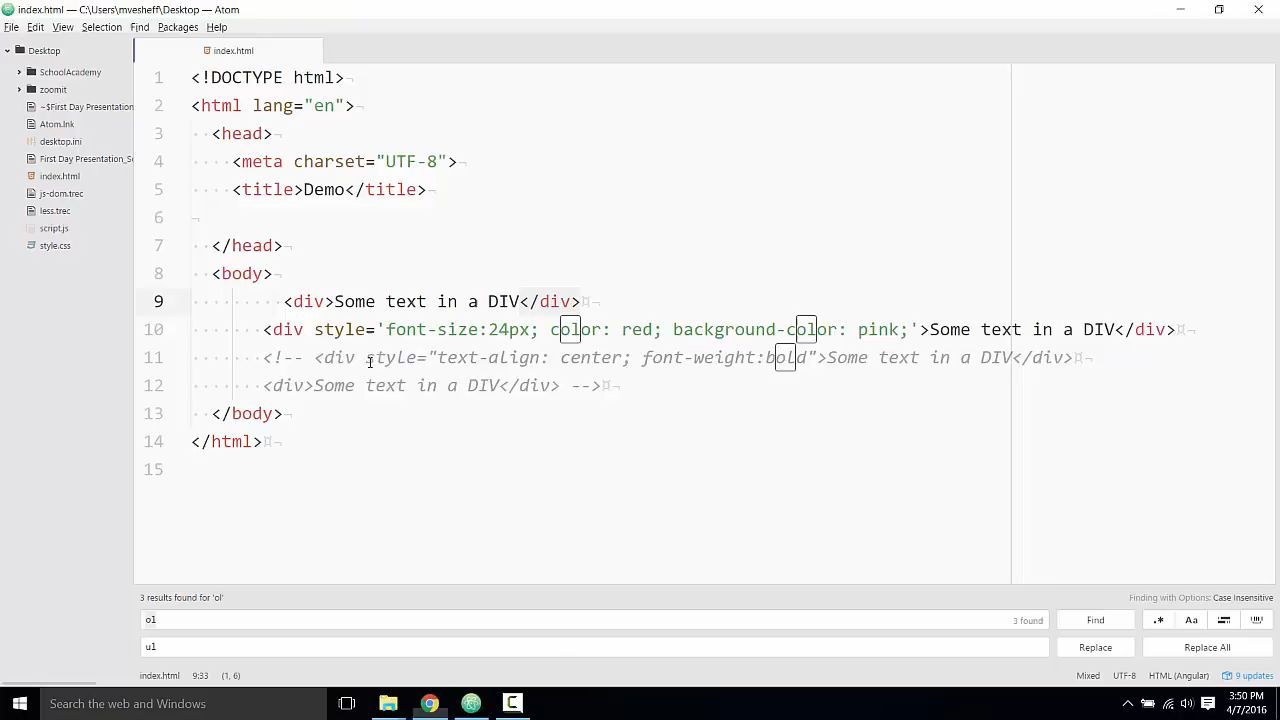 index.html — C:\Users\mvesheff\Desktop — Atom
File Edit View Selection Find Packages Help
Desktop
SchoolAcademy
zoomit
~$First Day Presentation
Atom.lnk
desktop.ini
First Day Presentation_Se
index.html
js-dom.trec
less.trec
script.js
style.css
index.html
1 <!DOCTYPE html>
2 <html lang="en">
3 <head>
4 <meta charset="UTF-8">
5 <title>Demo</title>
6
7 </head>
8 <body>
9 <div>Some text in a DIV</div>
10 <div style='font-size:24px; color: red; background-color: pink;'>Some text in a DIV</div>
11 <!-- <div style="text-align: center; font-weight:bold">Some text in a DIV</div>
12 <div>Some text in a DIV</div> -->
13 </body>
14 </html>
15
3 results found for 'ol'
Finding with Options: Case Insensitive
ol 3 found Find .* Aa
ul Replace Replace All
index.html 9:33 (1, 6) Mixed UTF-8 HTML (Angular) 9 updates
Search the web and Windows
3:50 PM
4/7/2016